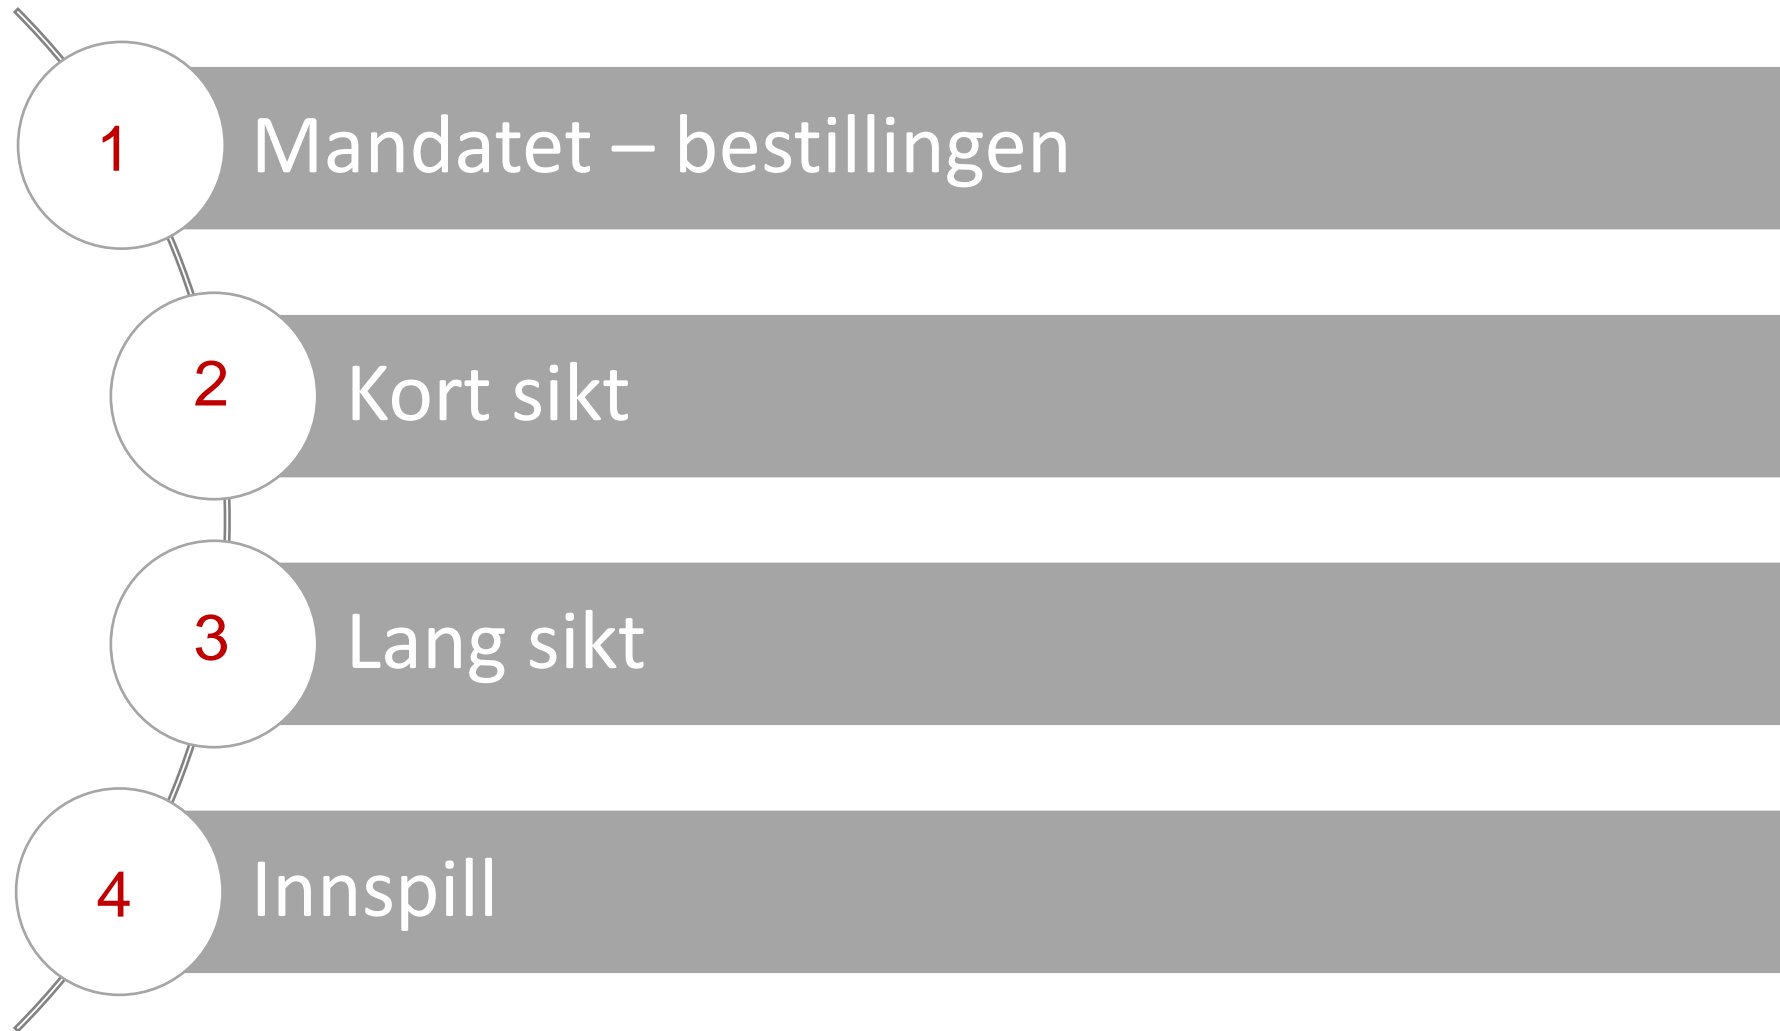 1
Mandatet – bestillingen
2
Kort sikt
3
Lang sikt
4
Innspill